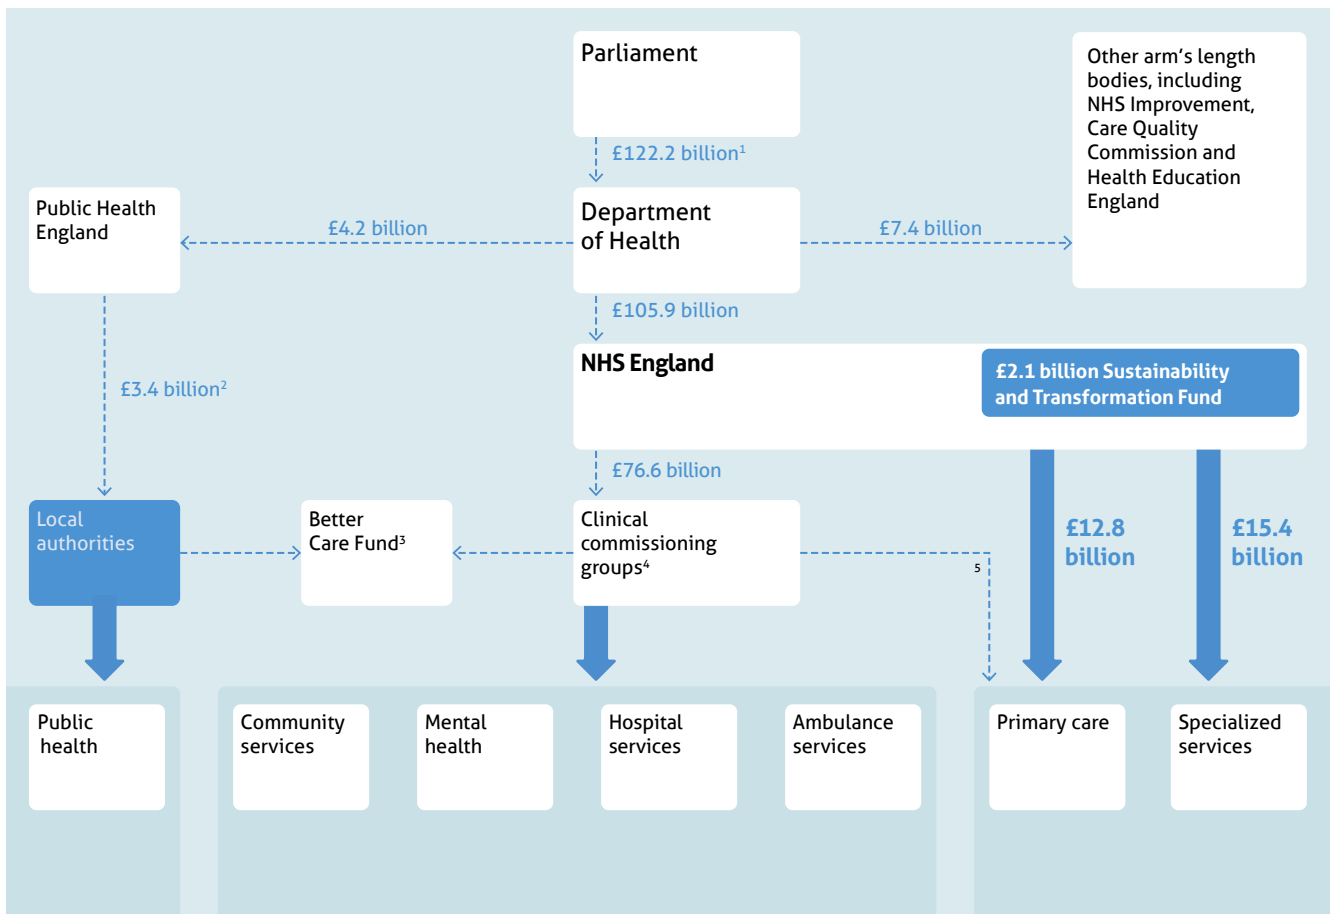 Parliament
£122.2 billion¹
Other arm's length
bodies, including
NHS Improvement,
Care Quality
Commission and
Health Education
England
Public Health
England
£4.2 billion
Department
of Health
£7.4 billion
£105.9 billion
NHS England
£2.1 billion Sustainability
and Transformation Fund
£3.4 billion²
£76.6 billion
Local
authorities
Better
Care Fund³
Clinical
commissioning
groups⁴
5
£12.8
billion
£15.4
billion
Public
health
Community
services
Mental
health
Hospital
services
Ambulance
services
Primary care
Specialized
services